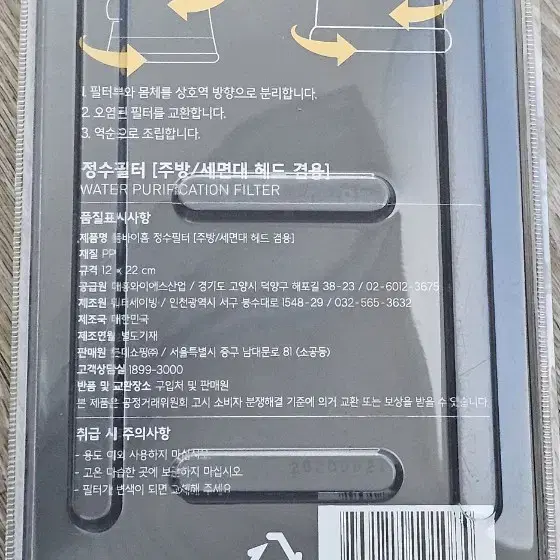 1. 필터부와 몸체를 상호역 방향으로 분리합니다.
2. 오염된 필터를 교환합니다.
3. 역순으로 조립합니다.
정수필터 [주방/세면대 헤드 겸용]
WATER PURIFICATION FILTER
품질표시사항
제품명 룸바이홈 정수필터 [주방/세면대 헤드 겸용]
재질 PP
규격 12 x 22 cm
공급원 대흥와이에스산업 / 경기도 고양시 덕양구 해포길 38-23 / 02-6012-3675
제조원 워터세이빙 / 인천광역시 서구 봉수대로 1548-29 / 032-565-3632
제조국 대한민국
제조연월 별도기재
판매원 롯데쇼핑㈜ / 서울특별시 중구 남대문로 81 (소공동)
고객상담실 1899-3000
반품 및 교환장소 구입처 및 판매원
본 제품은 공정거래위원회 고시 소비자 분쟁해결 기준에 의거 교환 또는 보상을 받을 수 있습니다.
취급 시 주의사항
- 용도 이외 사용하지 마십시오.
- 고온 다습한 곳에 보관하지 마십시오.
- 필터가 변색이 되면 교체해 주세요.